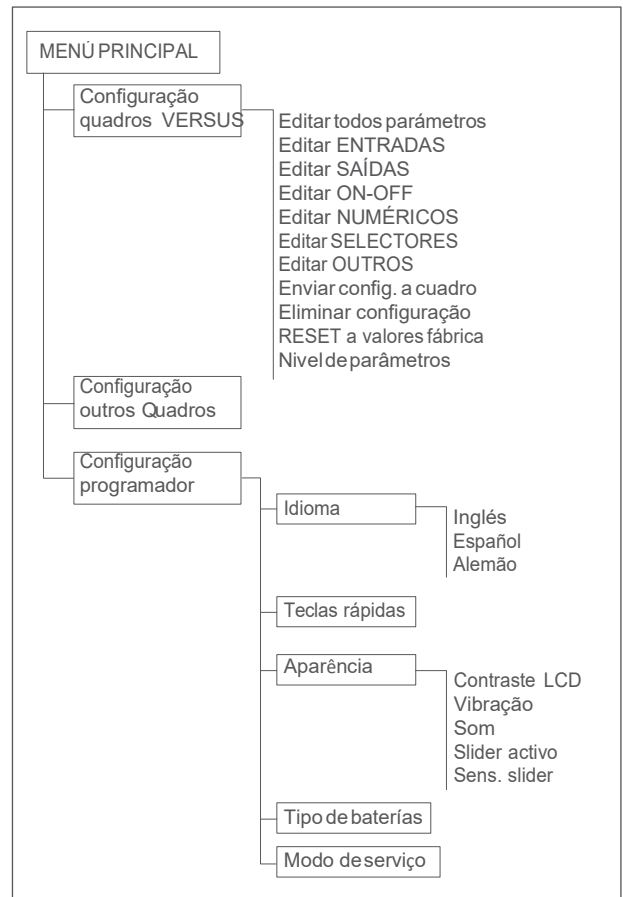 MENÚ PRINCIPAL
Configuração
quadros VERSUS
Editar todos parámetros
Editar ENTRADAS
Editar SAÍDAS
Editar ON-OFF
Editar NUMÉRICOS
Editar SELECTORES
Editar OUTROS
Enviar config. a cuadro
Eliminar configuração
RESET a valores fábrica
Nivel de parâmetros
Configuração
outros Quadros
Configuração
programador
Idioma
Inglés
Español
Alemão
Teclas rápidas
Aparência
Contraste LCD
Vibração
Som
Slider activo
Sens. slider
Tipo de baterías
Modo de serviço